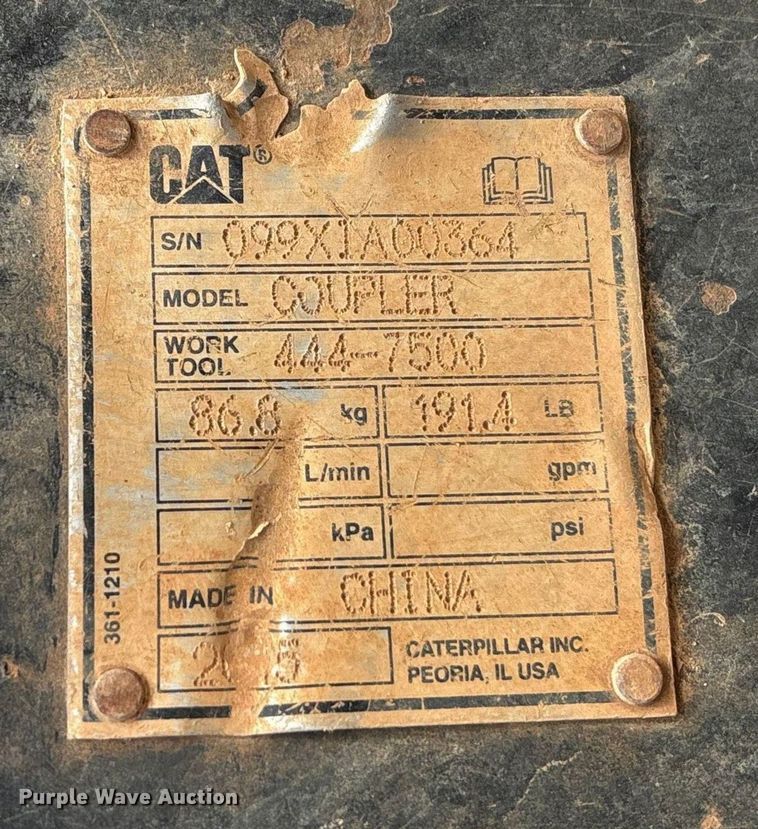 CAT®
S/N 099X1A00364
MODEL COUPLER
WORK TOOL 444-7500
86.8 kg 191.4 LB
L/min gpm
kPa psi
MADE IN CHINA
CATERPILLAR INC.
PEORIA, IL USA
361-1210
Purple Wave Auction